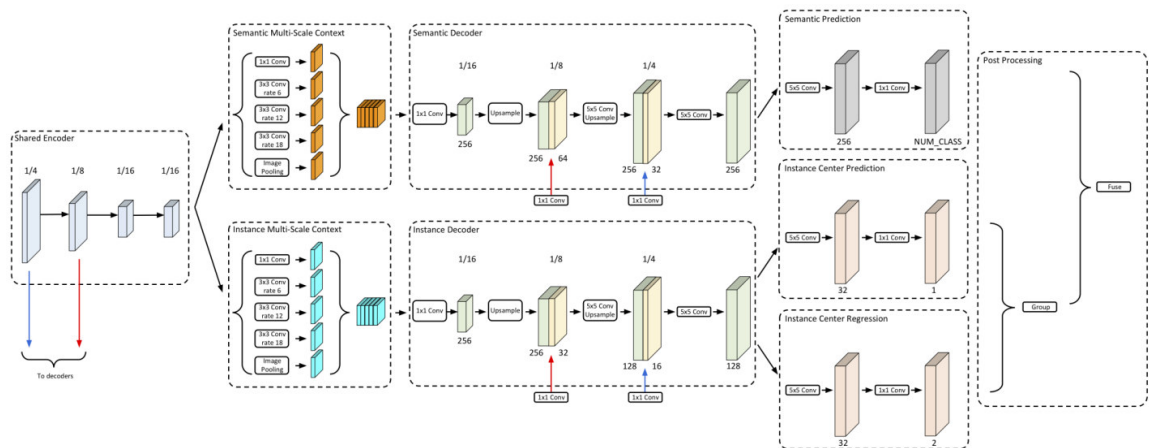 Shared Encoder
1/4
1/8
1/16
1/16
To decoders
Semantic Multi-Scale Context
1x1 Conv
3x3 Conv
rate 6
3x3 Conv
rate 12
3x3 Conv
rate 18
Image
Pooling
Semantic Decoder
1/16
1/8
1/4
1x1 Conv
256
Upsample
256
64
5x5 Conv
Upsample
256
32
5x5 Conv
256
1x1 Conv
1x1 Conv
Semantic Prediction
5x5 Conv
256
1x1 Conv
NUM_CLASS
Instance Multi-Scale Context
1x1 Conv
3x3 Conv
rate 6
3x3 Conv
rate 12
3x3 Conv
rate 18
Image
Pooling
Instance Decoder
1/16
1/8
1/4
1x1 Conv
256
Upsample
256
32
5x5 Conv
Upsample
128
16
5x5 Conv
128
1x1 Conv
1x1 Conv
Instance Center Prediction
5x5 Conv
32
1x1 Conv
1
Instance Center Regression
5x5 Conv
32
1x1 Conv
2
Post Processing
Fuse
Group